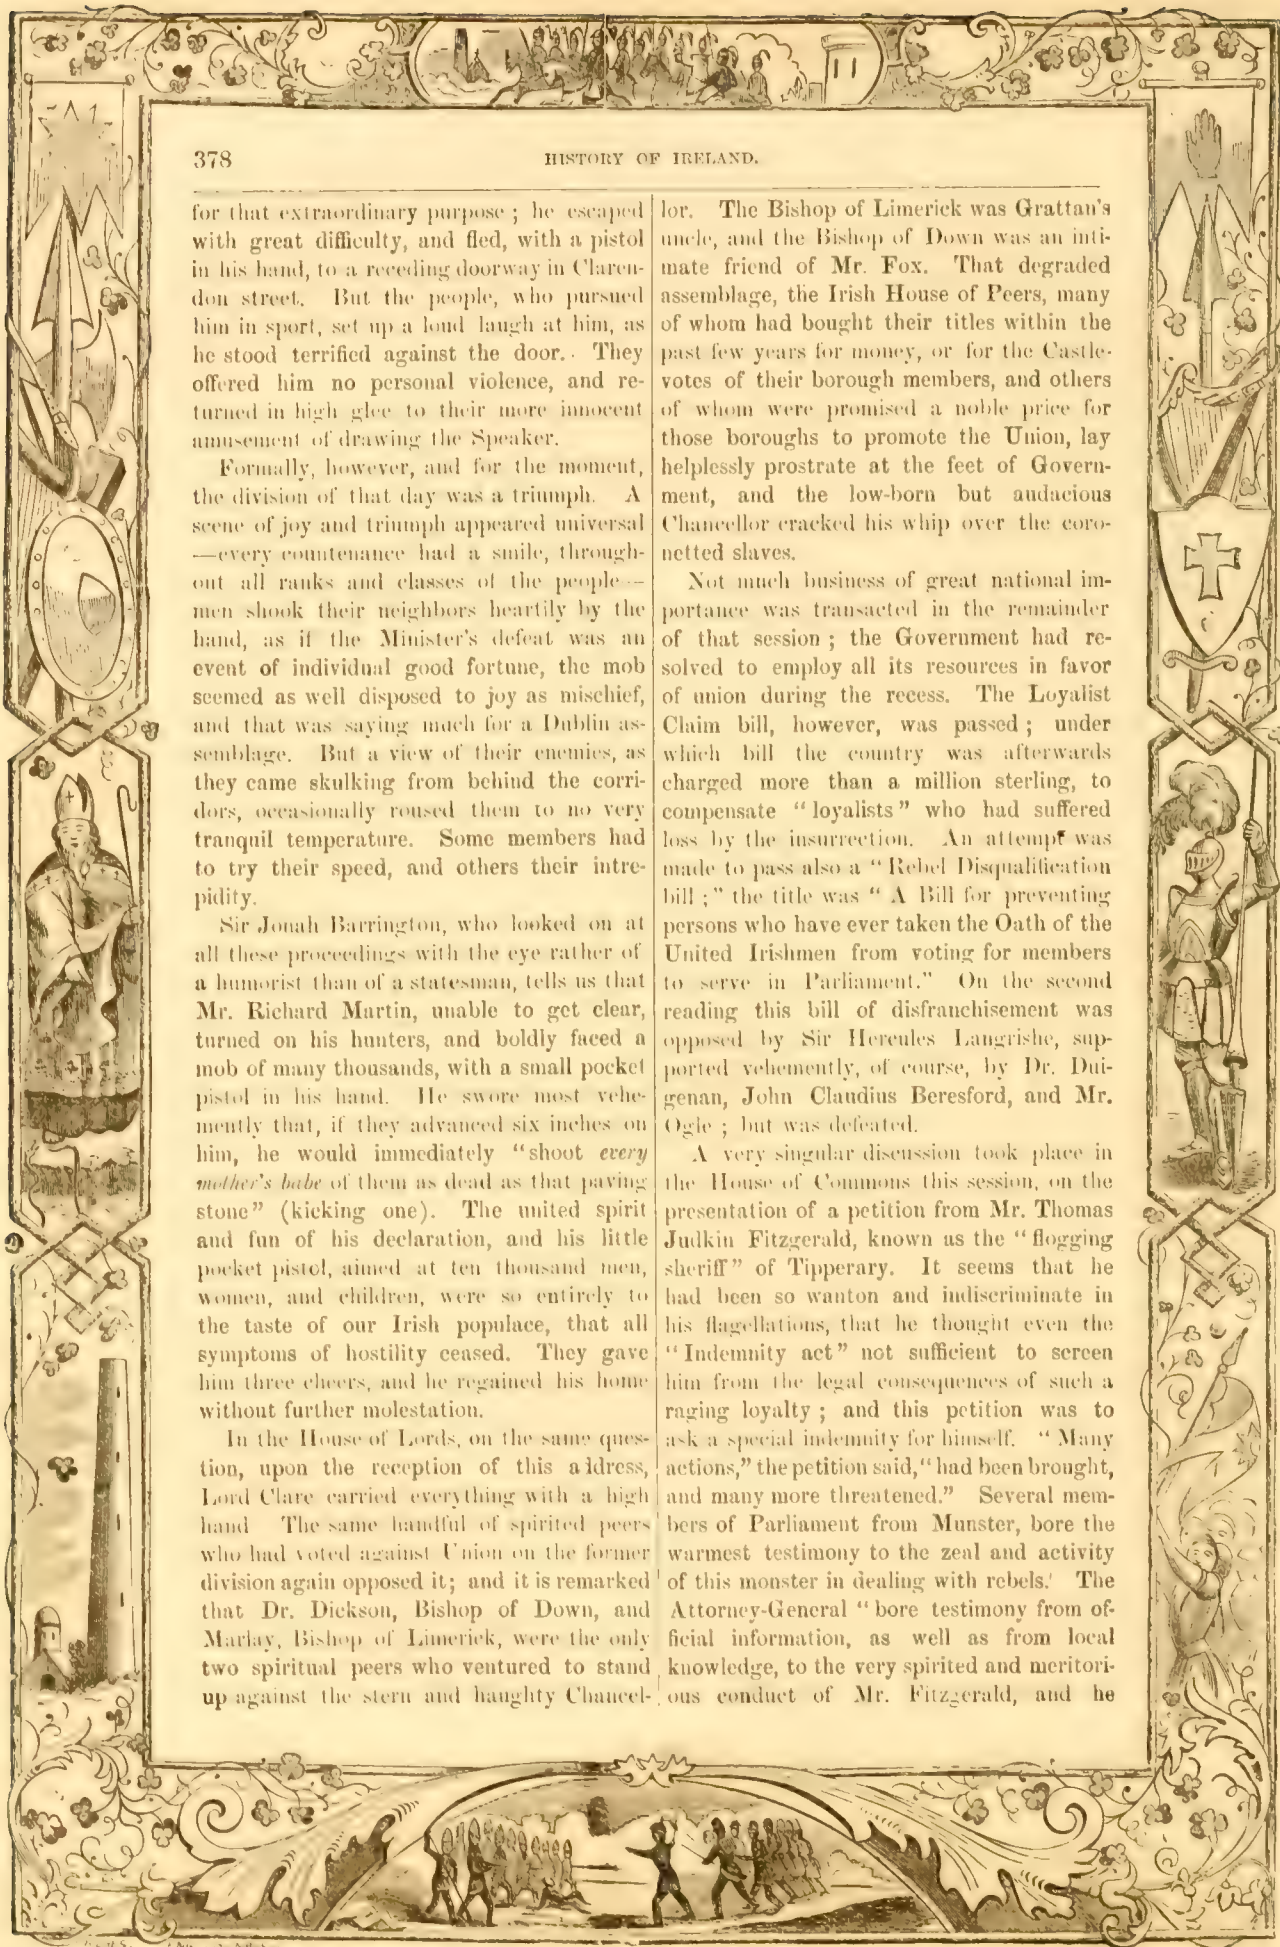 378
HISTORY OF IRELAND.
for that extraordinary purpose ; he escaped
with great difficulty, and fled, with a pistol
in his hand, to a receding doorway in Claren-
don street. But the people, who pursued
him in sport, set up a loud laugh at him, as
he stood terrified against the door. They
offered him no personal violence, and re-
turned in high glee to their more innocent
amusement of drawing the Speaker.
Formally, however, and for the moment,
the division of that day was a triumph. A
scene of joy and triumph appeared universal
—every countenance had a smile, through-
out all ranks and classes of the people—
men shook their neighbors heartily by the
hand, as if the Minister's defeat was an
event of individual good fortune, the mob
seemed as well disposed to joy as mischief,
and that was saying much for a Dublin as-
semblage. But a view of their enemies, as
they came skulking from behind the corri-
dors, occasionally roused them to no very
tranquil temperature. Some members had
to try their speed, and others their intre-
pidity.
Sir Jonah Barrington, who looked on at
all these proceedings with the eye rather of
a humorist than of a statesman, tells us that
Mr. Richard Martin, unable to get clear,
turned on his hunters, and boldly faced a
mob of many thousands, with a small pocket
pistol in his hand. He swore most vehe-
mently that, if they advanced six inches on
him, he would immediately "shoot every
mother's babe of them as dead as that paving
stone" (kicking one). The united spirit
and fun of his declaration, and his little
pocket pistol, aimed at ten thousand men,
women, and children, were so entirely to
the taste of our Irish populace, that all
symptoms of hostility ceased. They gave
him three cheers, and he regained his home
without further molestation.
In the House of Lords, on the same ques-
tion, upon the reception of this address,
Lord Clare carried everything with a high
hand The same handful of spirited peers
who had voted against Union on the former
division again opposed it; and it is remarked
that Dr. Dickson, Bishop of Down, and
Marlay, Bishop of Limerick, were the only
two spiritual peers who ventured to stand
up against the stern and haughty Chancel-
lor. The Bishop of Limerick was Grattan's
uncle, and the Bishop of Down was an inti-
mate friend of Mr. Fox. That degraded
assemblage, the Irish House of Peers, many
of whom had bought their titles within the
past few years for money, or for the Castle-
votes of their borough members, and others
of whom were promised a noble price for
those boroughs to promote the Union, lay
helplessly prostrate at the feet of Govern-
ment, and the low-born but audacious
Chancellor cracked his whip over the coro-
netted slaves.
Not much business of great national im-
portance was transacted in the remainder
of that session ; the Government had re-
solved to employ all its resources in favor
of union during the recess. The Loyalist
Claim bill, however, was passed ; under
which bill the country was afterwards
charged more than a million sterling, to
compensate "loyalists" who had suffered
loss by the insurrection. An attempt was
made to pass also a "Rebel Disqualification
bill ;" the title was "A Bill for preventing
persons who have ever taken the Oath of the
United Irishmen from voting for members
to serve in Parliament." On the second
reading this bill of disfranchisement was
opposed by Sir Hercules Langrishe, sup-
ported vehemently, of course, by Dr. Dui-
genan, John Claudius Beresford, and Mr.
Ogle ; but was defeated.
A very singular discussion took place in
the House of Commons this session, on the
presentation of a petition from Mr. Thomas
Judkin Fitzgerald, known as the "flogging
sheriff" of Tipperary. It seems that he
had been so wanton and indiscriminate in
his flagellations, that he thought even the
"Indemnity act" not sufficient to screen
him from the legal consequences of such a
raging loyalty ; and this petition was to
ask a special indemnity for himself. "Many
actions," the petition said, "had been brought,
and many more threatened." Several mem-
bers of Parliament from Munster, bore the
warmest testimony to the zeal and activity
of this monster in dealing with rebels. The
Attorney-General "bore testimony from of-
ficial information, as well as from local
knowledge, to the very spirited and meritori-
ous conduct of Mr. Fitzgerald, and he